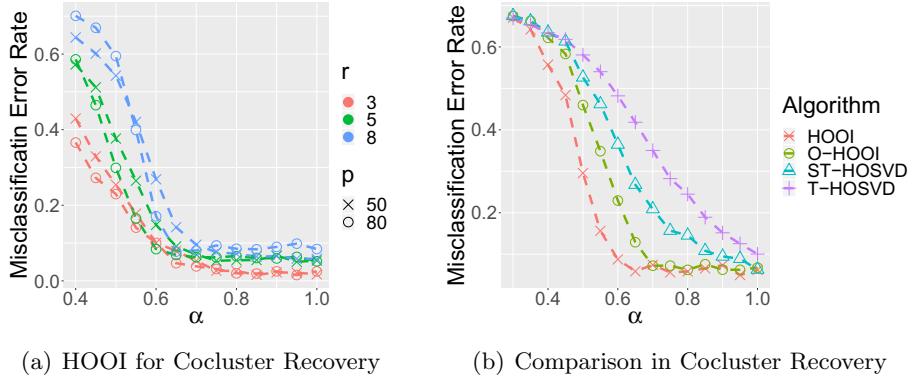 Misclassificatin Error Rate
0.6
0.4
0.2
0.0
0.4 0.6 0.8 1.0
α
r
3
5
8
p
50
80
Misclassification Error Rate
0.6
0.4
0.2
0.4 0.6 0.8 1.0
α
Algorithm
HOOI
O-HOOI
ST-HOSVD
T-HOSVD
(a) HOOI for Cocluster Recovery
(b) Comparison in Cocluster Recovery